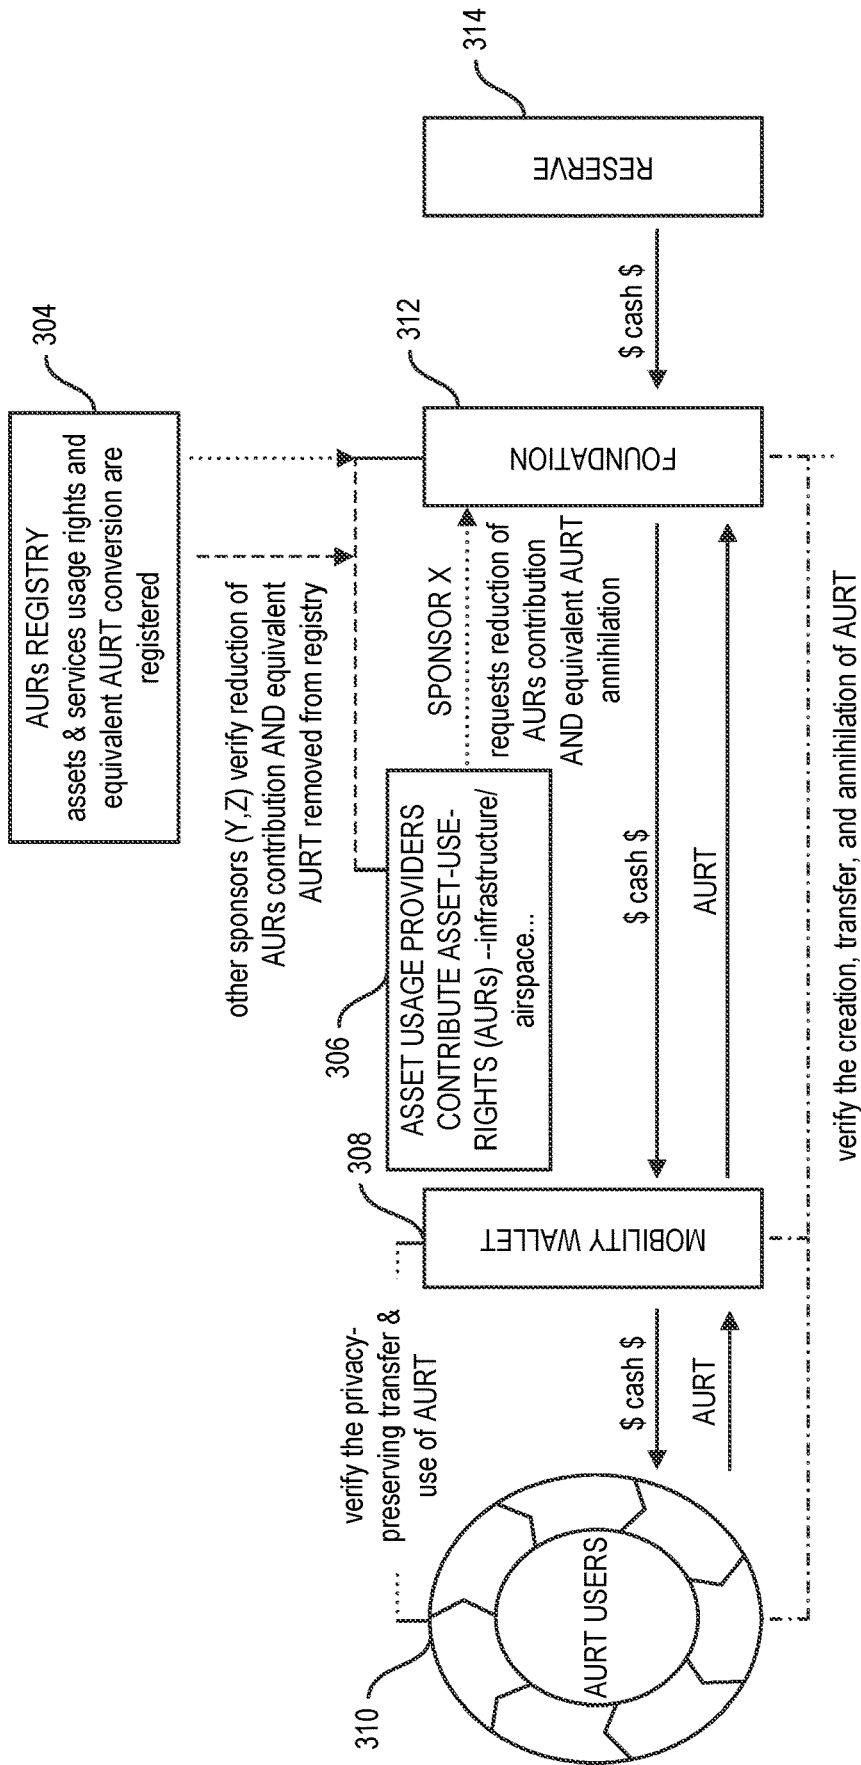 304
AURs REGISTRY
assets & services usage rights and
equivalent AURT conversion are
registered
other sponsors (Y,Z) verify reduction of
AURs contribution AND equivalent
AURT removed from registry
306
ASSET USAGE PROVIDERS
CONTRIBUTE ASSET-USE-
RIGHTS (AURs) --infrastructure/
airspace...
SPONSOR X
requests reduction of
AURs contribution
AND equivalent AURT
annihilation
verify the privacy-
preserving transfer &
use of AURT
310
AURT USERS
$ cash $
AURT
308
MOBILITY WALLET
$ cash $
AURT
312
FOUNDATION
$ cash $
314
RESERVE
verify the creation, transfer, and annihilation of AURT